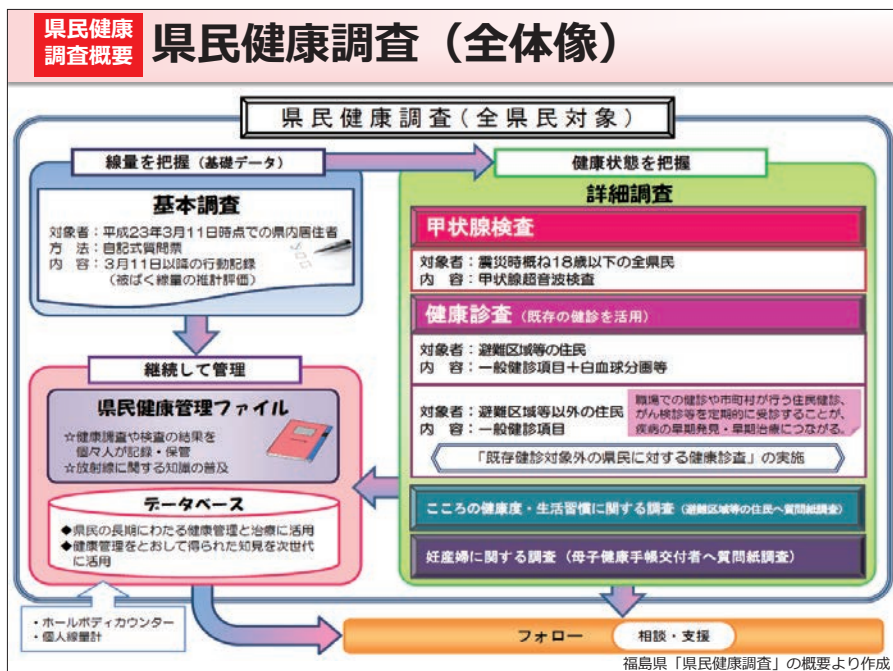 県民健康
調査概要
県民健康調査（全体像）
県民健康調査（全県民対象）
線量を把握（基礎データ）
基本調査
対象者：平成23年3月11日時点での県内居住者
方　法：自記式質問票
内　容：3月11日以降の行動記録
（被ばく線量の推計評価）
健康状態を把握
詳細調査
甲状腺検査
対象者：震災時概ね18歳以下の全県民
内　容：甲状腺超音波検査
健康診査（既存の健診を活用）
対象者：避難区域等の住民
内　容：一般健診項目＋白血球分画等
対象者：避難区域等以外の住民
内　容：一般健診項目
職場での健診や市町村が行う住民健診、
がん検診等を定期的に受診することが、
疾病の早期発見・早期治療につながる。
「既存健診対象外の県民に対する健康診査」の実施
こころの健康度・生活習慣に関する調査（避難区域等の住民へ質問紙調査）
妊産婦に関する調査（母子健康手帳交付者へ質問紙調査）
継続して管理
県民健康管理ファイル
☆健康調査や検査の結果を
個々人が記録・保管
☆放射線に関する知識の普及
データベース
◆県民の長期にわたる健康管理と治療に活用
◆健康管理をとおして得られた知見を次世代
に活用
・ホールボディカウンター
・個人線量計
フォロー
相談・支援
福島県「県民健康調査」の概要より作成